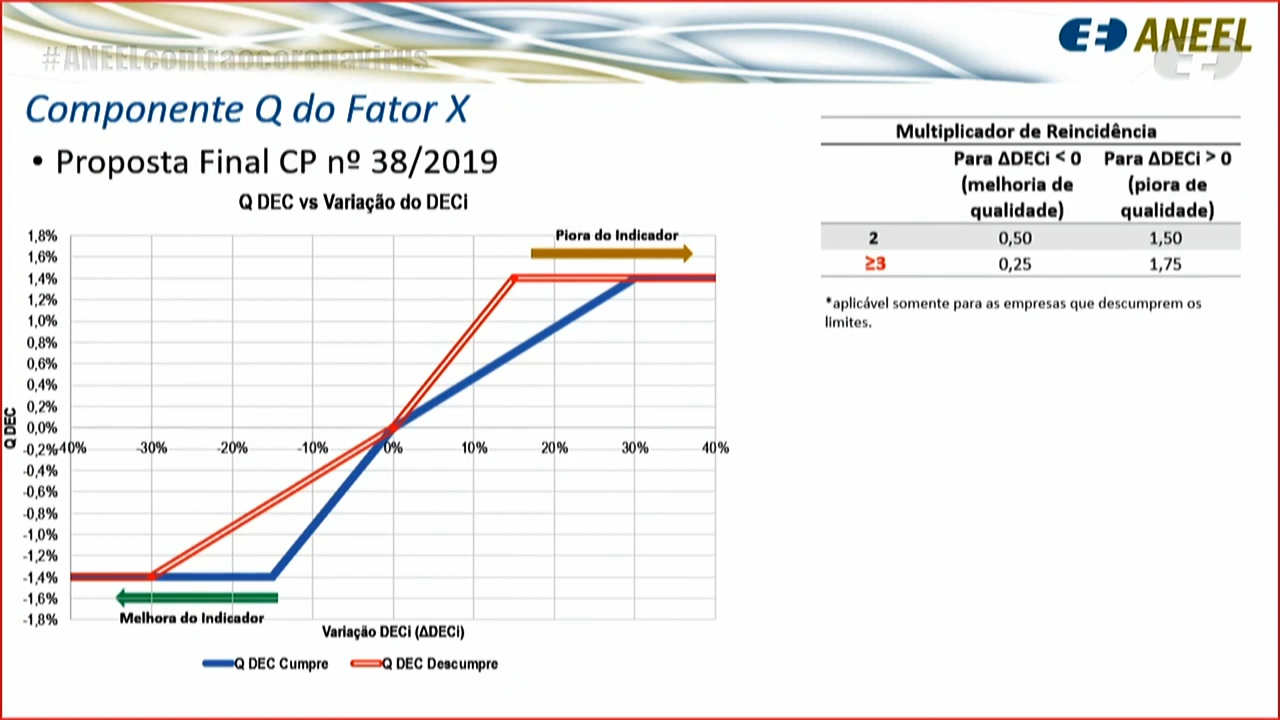 #ANEELcontraocoronavirus
ANEEL
Componente Q do Fator X
• Proposta Final CP nº 38/2019
Q DEC vs Variação do DECi
1,8%
1,6%
1,4%
1,2%
1,0%
0,8%
0,6%
0,4%
0,2%
0,0%
-0,2%
-0,4%
-0,6%
-0,8%
-1,0%
-1,2%
-1,4%
-1,6%
-1,8%
Q DEC
Piora do Indicador
-40% -30% -20% -10% 0% 10% 20% 30% 40%
Melhora do Indicador
Variação DECi (ΔDECi)
Q DEC Cumpre Q DEC Descumpre
Multiplicador de Reincidência
Para ΔDECi < 0 Para ΔDECi > 0
(melhoria de (piora de
qualidade) qualidade)
2 0,50 1,50
≥3 0,25 1,75
*aplicável somente para as empresas que descumprem os
limites.